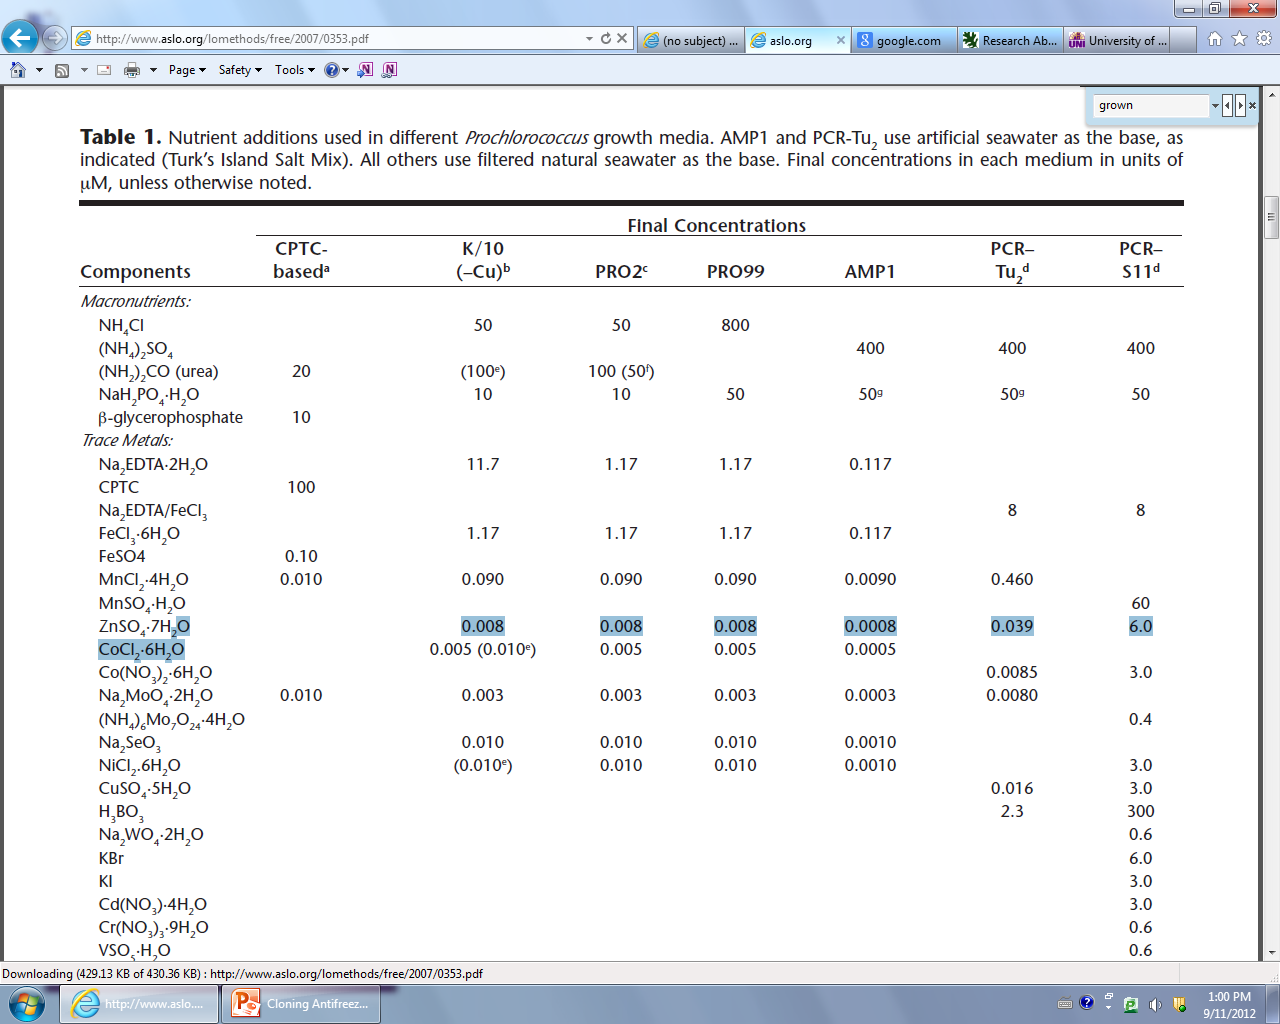 http://www.aslo.org/lomethods/free/2007/0353.pdf
(no subject) ...
aslo.org
google.com
Research Ab...
University of ...
Page Safety Tools
grown
Table 1. Nutrient additions used in different Prochlorococcus growth media. AMP1 and PCR-Tu₂ use artificial seawater as the base, as
indicated (Turk's Island Salt Mix). All others use filtered natural seawater as the base. Final concentrations in each medium in units of
μM, unless otherwise noted.
Final Concentrations
CPTC- K/10 PCR– PCR–
Components basedᵃ (–Cu)ᵇ PRO2ᶜ PRO99 AMP1 Tu₂ᵈ S11ᵈ
Macronutrients:
NH₄Cl 50 50 800
(NH₄)₂SO₄ 400 400 400
(NH₂)₂CO (urea) 20 (100ᵉ) 100 (50ᶠ)
NaH₂PO₄·H₂O 10 10 50 50ᵍ 50ᵍ 50
β-glycerophosphate 10
Trace Metals:
Na₂EDTA·2H₂O 11.7 1.17 1.17 0.117
CPTC 100
Na₂EDTA/FeCl₃ 8 8
FeCl₃·6H₂O 1.17 1.17 1.17 0.117
FeSO4 0.10
MnCl₂·4H₂O 0.010 0.090 0.090 0.090 0.0090 0.460
MnSO₄·H₂O 60
ZnSO₄·7H₂O 0.008 0.008 0.008 0.0008 0.039 6.0
CoCl₂·6H₂O 0.005 (0.010ᵉ) 0.005 0.005 0.0005
Co(NO₃)₂·6H₂O 0.0085 3.0
Na₂MoO₄·2H₂O 0.010 0.003 0.003 0.003 0.0003 0.0080
(NH₄)₆Mo₇O₂₄·4H₂O 0.4
Na₂SeO₃ 0.010 0.010 0.010 0.0010
NiCl₂.6H₂O (0.010ᵉ) 0.010 0.010 0.0010 3.0
CuSO₄·5H₂O 0.016 3.0
H₃BO₃ 2.3 300
Na₂WO₄·2H₂O 0.6
KBr 6.0
KI 3.0
Cd(NO₃)·4H₂O 3.0
Cr(NO₃)₃·9H₂O 0.6
VSO₅·H₂O 0.6
Downloading (429.13 KB of 430.36 KB) : http://www.aslo.org/lomethods/free/2007/0353.pdf
http://www.aslo....
Cloning Antifreez...
1:00 PM
9/11/2012